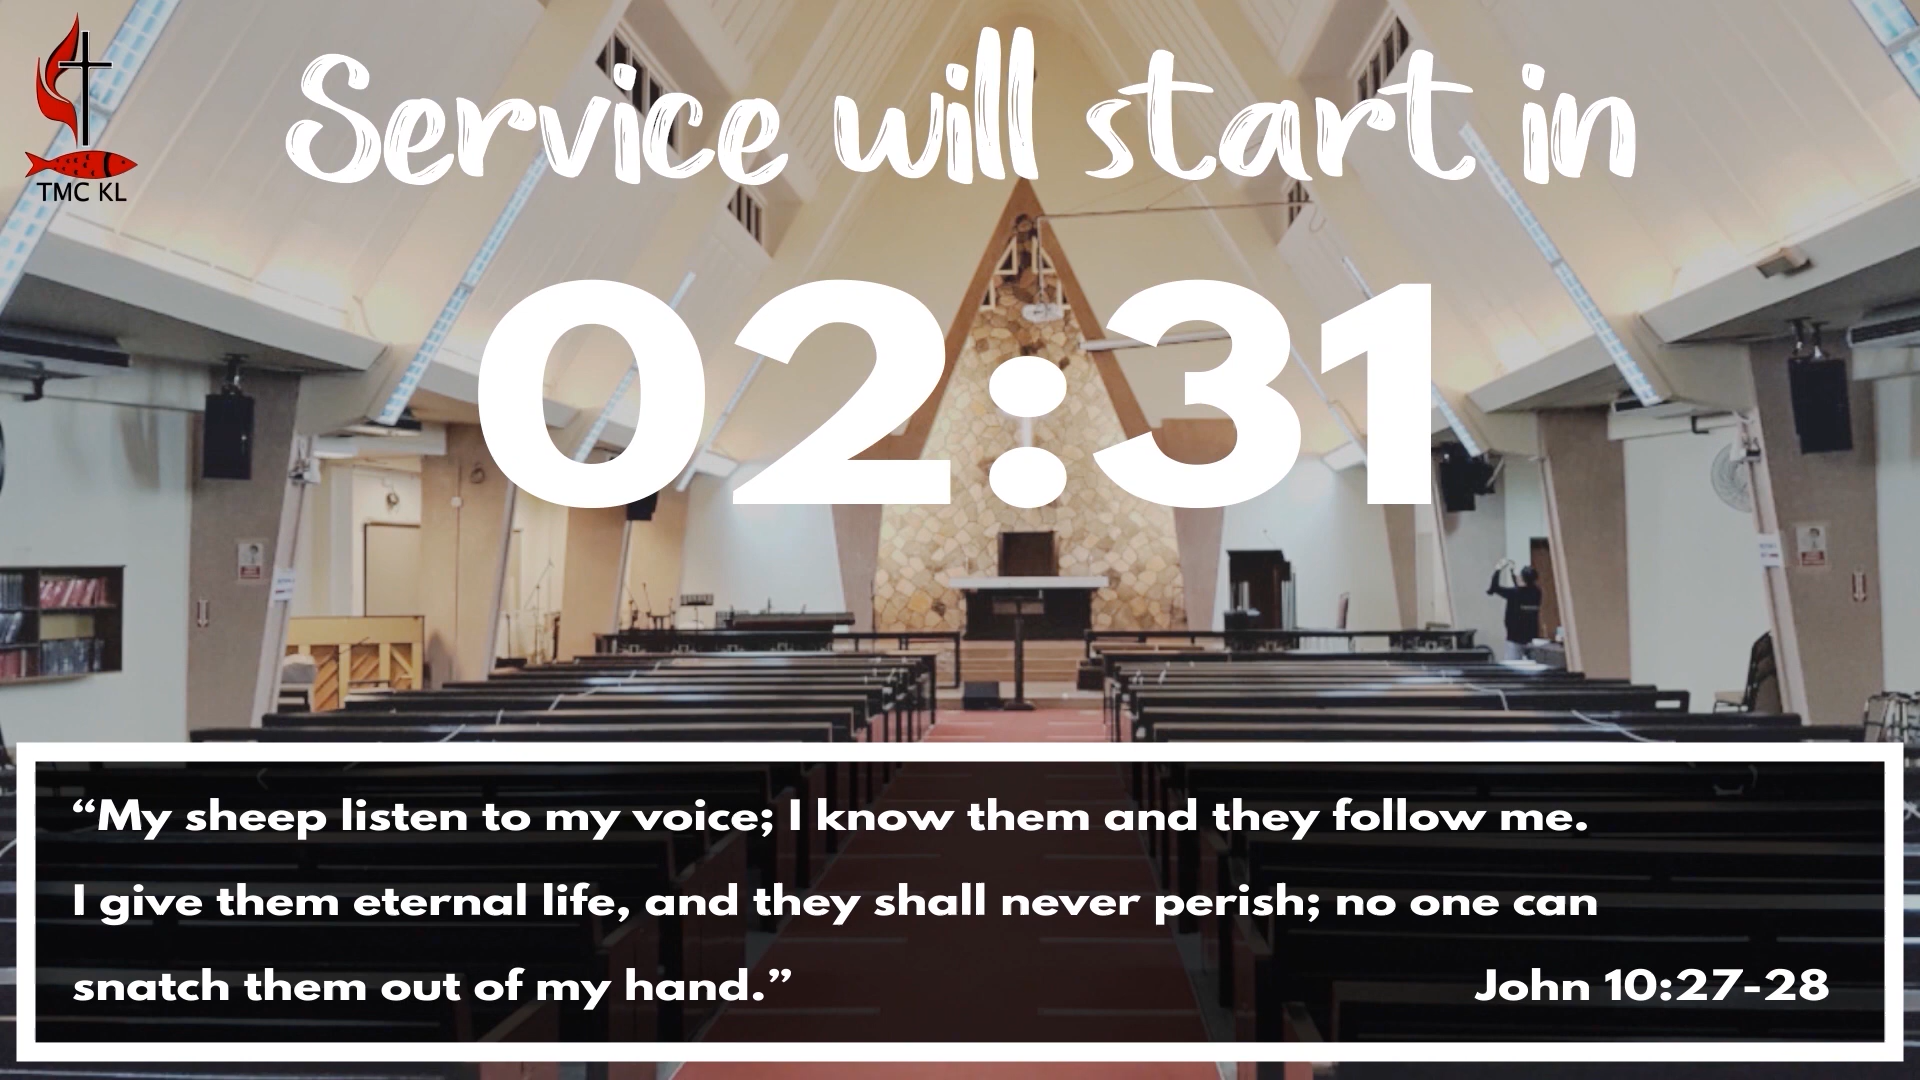 TMC KL
Service will start in
02:31
“My sheep listen to my voice; I know them and they follow me.
I give them eternal life, and they shall never perish; no one can
snatch them out of my hand.”
John 10:27-28